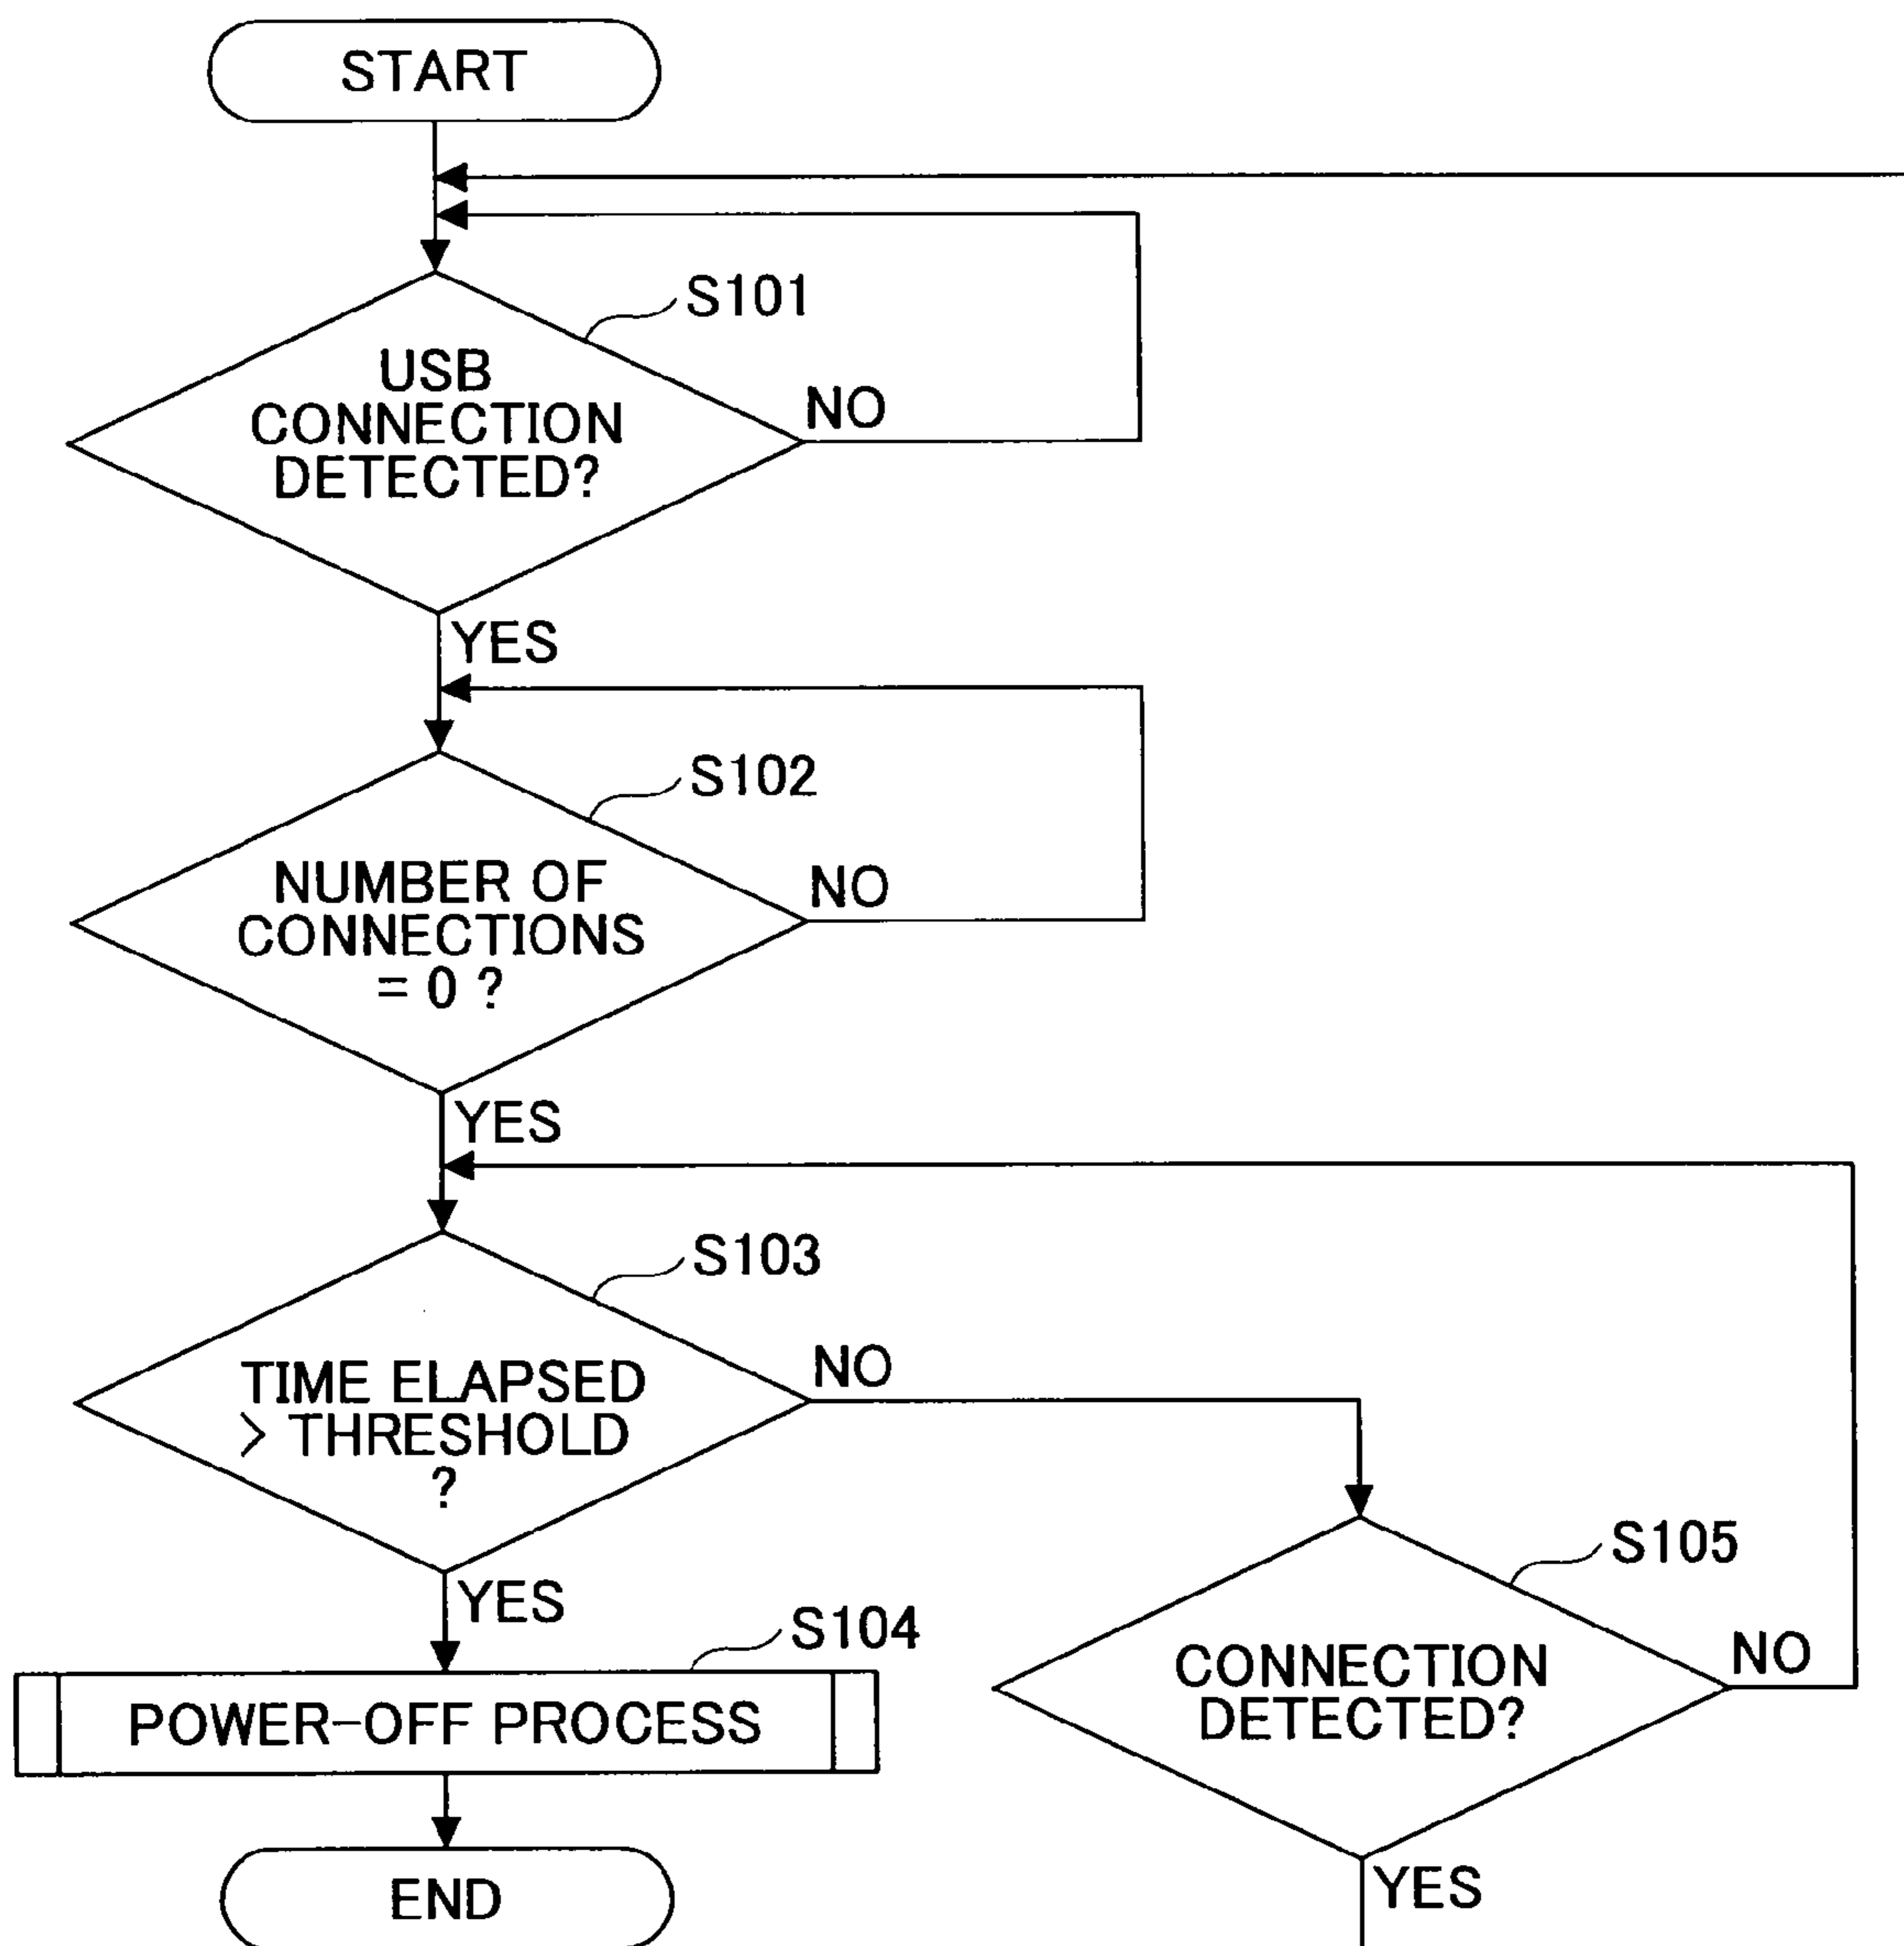 START
S101
USB
CONNECTION
DETECTED?
NO
YES
S102
NUMBER OF
CONNECTIONS
= 0 ?
NO
YES
S103
TIME ELAPSED
> THRESHOLD
?
NO
YES
S104
POWER-OFF PROCESS
END
S105
CONNECTION
DETECTED?
NO
YES